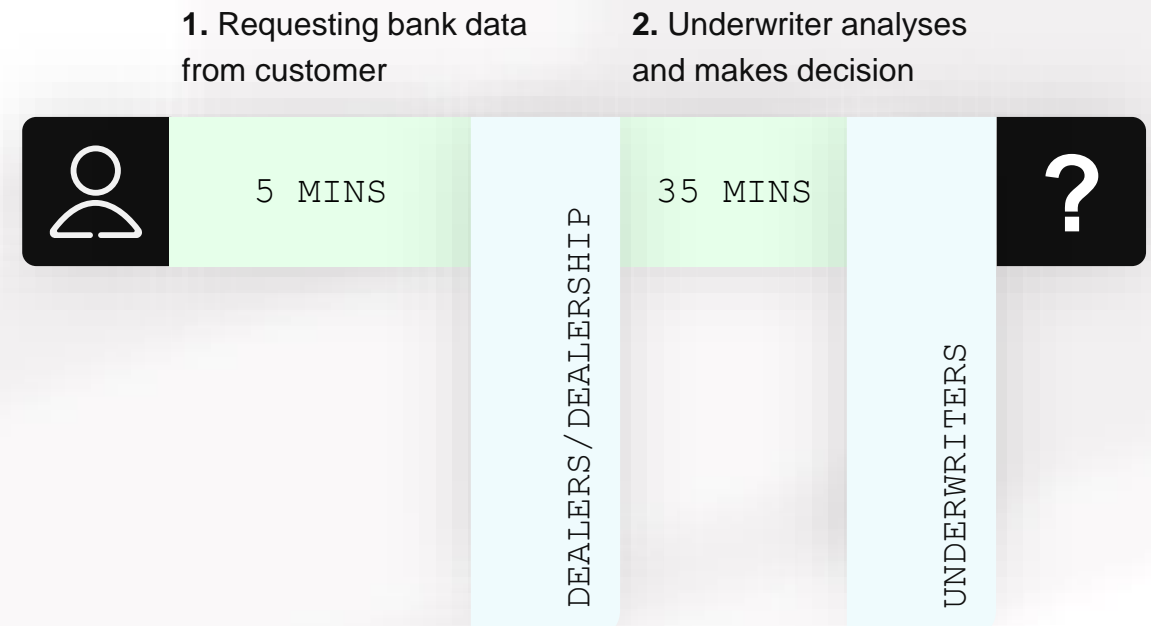 1. Requesting bank data
from customer
2. Underwriter analyses
and makes decision
5 MINS
DEALERS/DEALERSHIP
35 MINS
UNDERWRITERS
?